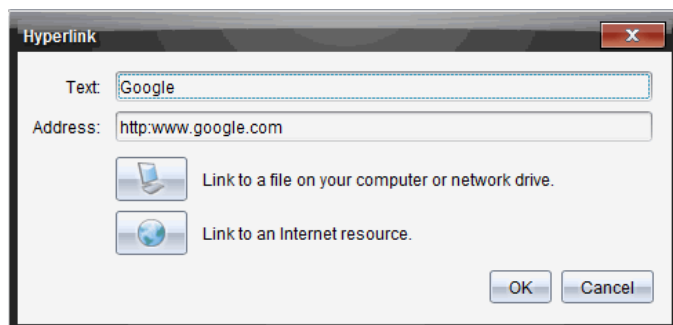 Hyperlink
Text: Google
Address: http:www.google.com
Link to a file on your computer or network drive.
Link to an Internet resource.
OK Cancel